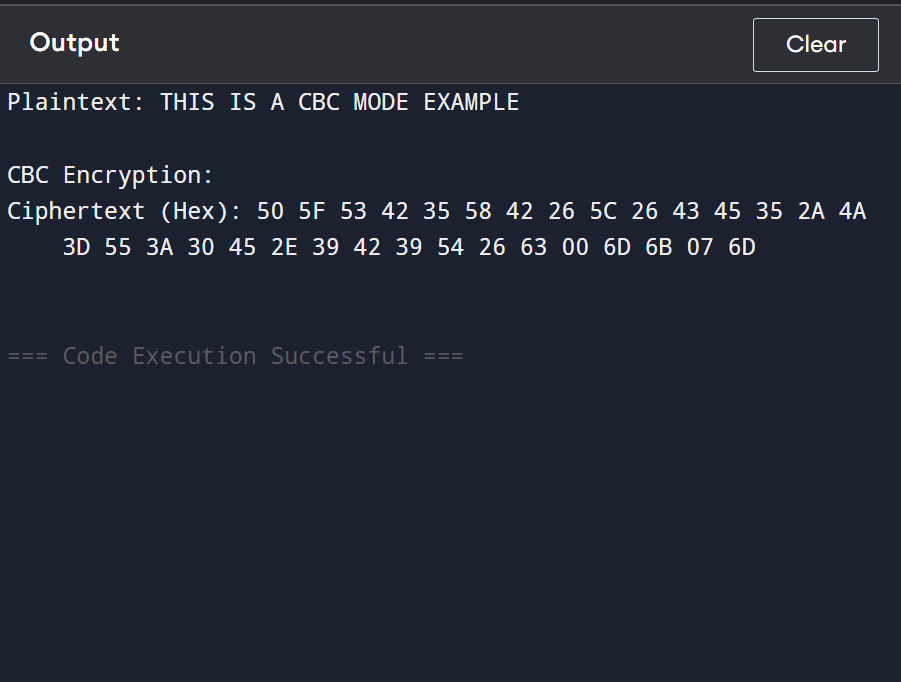 Output
Clear
Plaintext: THIS IS A CBC MODE EXAMPLE
CBC Encryption:
Ciphertext (Hex): 50 5F 53 42 35 58 42 26 5C 26 43 45 35 2A 4A
3D 55 3A 30 45 2E 39 42 39 54 26 63 00 6D 6B 07 6D
=== Code Execution Successful ===